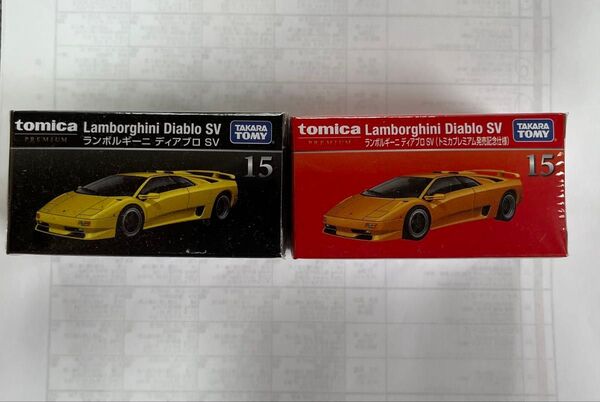 tomica Lamborghini Diablo SV
PREMIUM ランボルギーニ ディアブロ SV
TAKARA TOMY
15
tomica Lamborghini Diablo SV
PREMIUM ランボルギーニ ディアブロ SV (トミカプレミアム発売記念仕様)
TAKARA TOMY
15